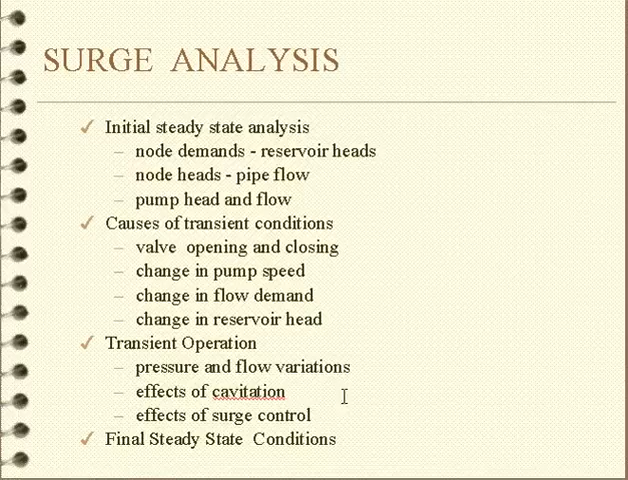 SURGE ANALYSIS
✓ Initial steady state analysis
– node demands - reservoir heads
– node heads - pipe flow
– pump head and flow
✓ Causes of transient conditions
– valve opening and closing
– change in pump speed
– change in flow demand
– change in reservoir head
✓ Transient Operation
– pressure and flow variations
– effects of cavitation
– effects of surge control
✓ Final Steady State Conditions